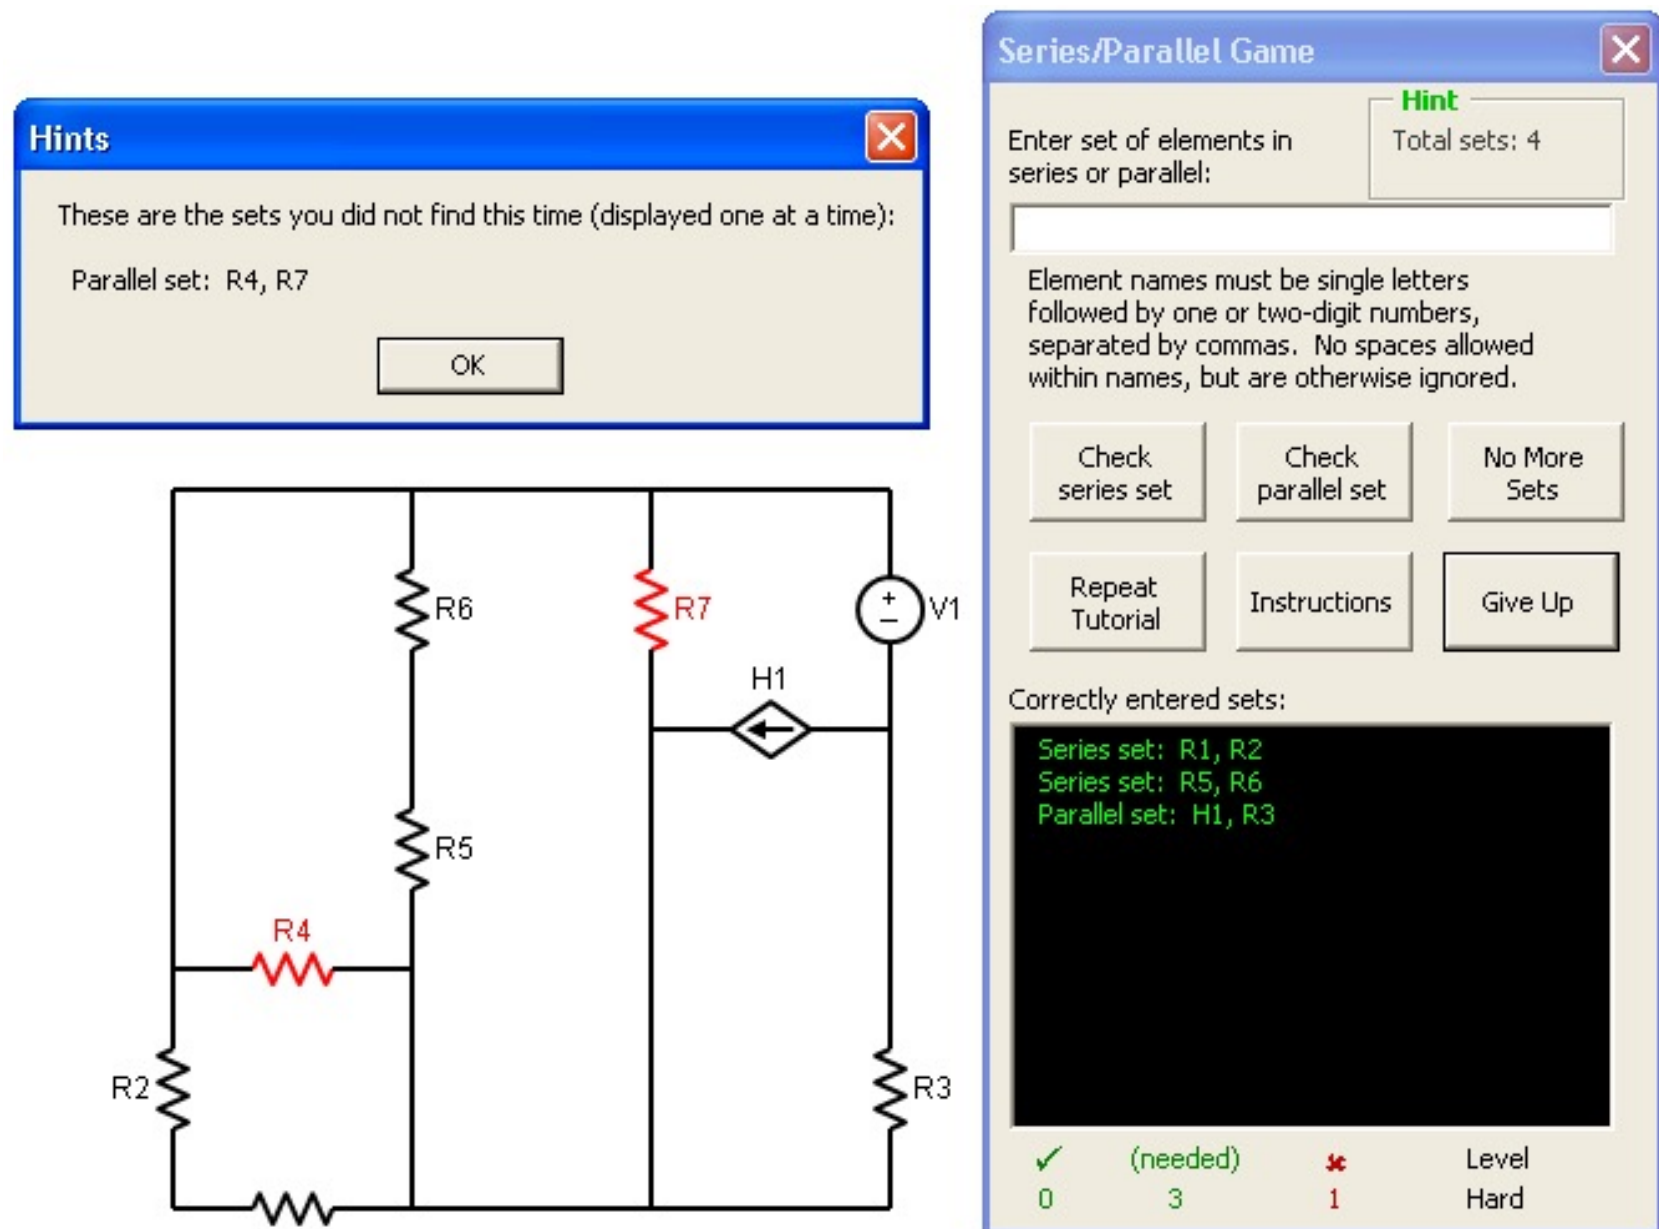 Series/Parallel Game
Hints
These are the sets you did not find this time (displayed one at a time):
Parallel set: R4, R7
OK
Enter set of elements in
series or parallel:
Hint
Total sets: 4
Element names must be single letters
followed by one or two-digit numbers,
separated by commas. No spaces allowed
within names, but are otherwise ignored.
Check
series set
Check
parallel set
No More
Sets
Repeat
Tutorial
Instructions
Give Up
Correctly entered sets:
Series set: R1, R2
Series set: R5, R6
Parallel set: H1, R3
(needed)
Level
0
3
1
Hard
R6
R7
+
−
V1
H1
R5
R4
R2
R3